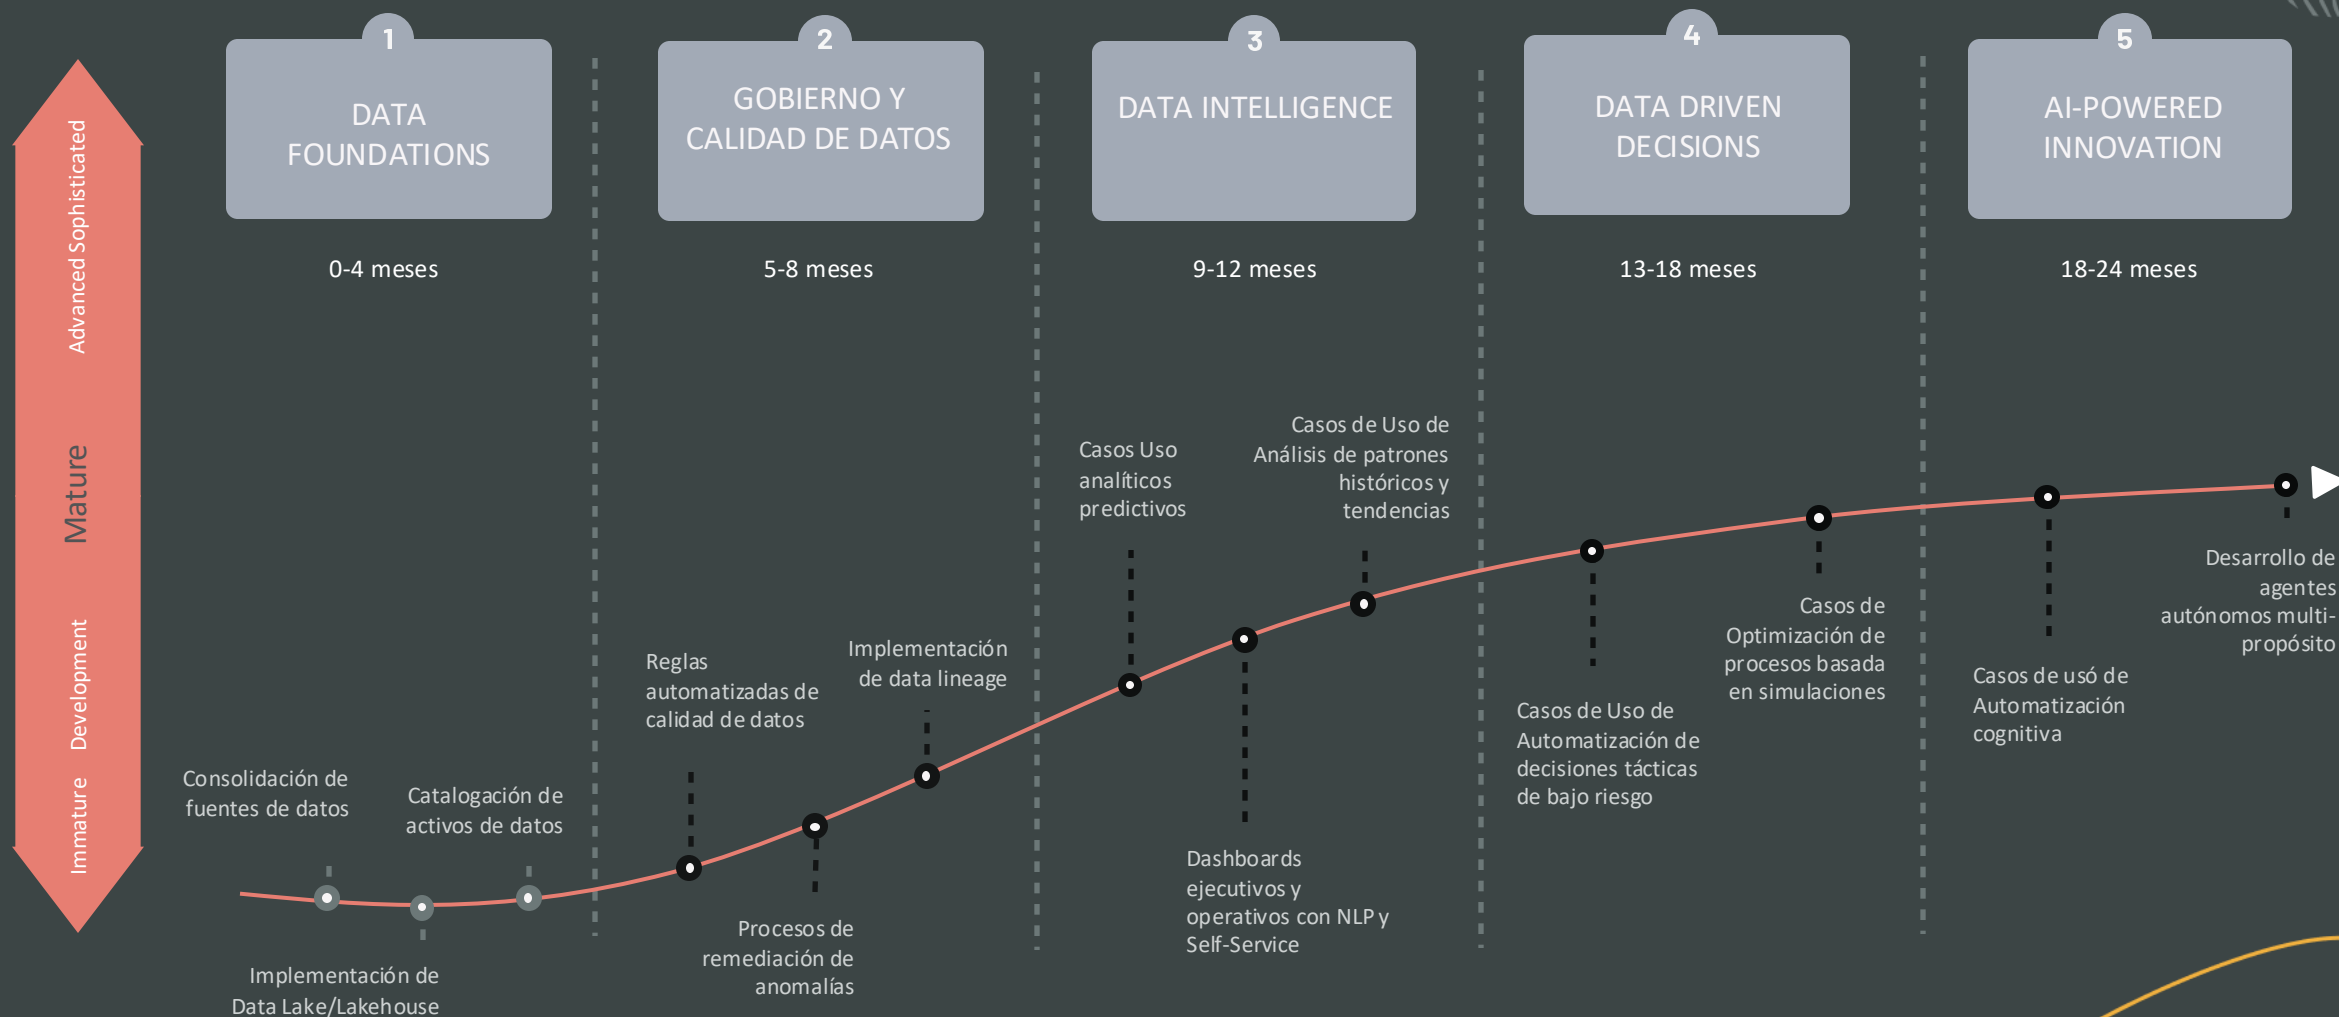 1
DATA
FOUNDATIONS
0-4 meses
2
GOBIERNO Y
CALIDAD DE DATOS
5-8 meses
3
DATA INTELLIGENCE
9-12 meses
4
DATA DRIVEN
DECISIONS
13-18 meses
5
AI-POWERED
INNOVATION
18-24 meses
Advanced Sophisticated
Mature
Development
Immature
Consolidación de
fuentes de datos
Implementación de
Data Lake/Lakehouse
Catalogación de
activos de datos
Reglas
automatizadas de
calidad de datos
Procesos de
remediación de
anomalías
Implementación
de data lineage
Casos Uso
analíticos
predictivos
Dashboards
ejecutivos y
operativos con NLP y
Self-Service
Casos de Uso de
Análisis de patrones
históricos y
tendencias
Casos de Uso de
Automatización de
decisiones tácticas
de bajo riesgo
Casos de
Optimización de
procesos basada
en simulaciones
Casos de usó de
Automatización
cognitiva
Desarrollo de
agentes
autónomos multi-
propósito